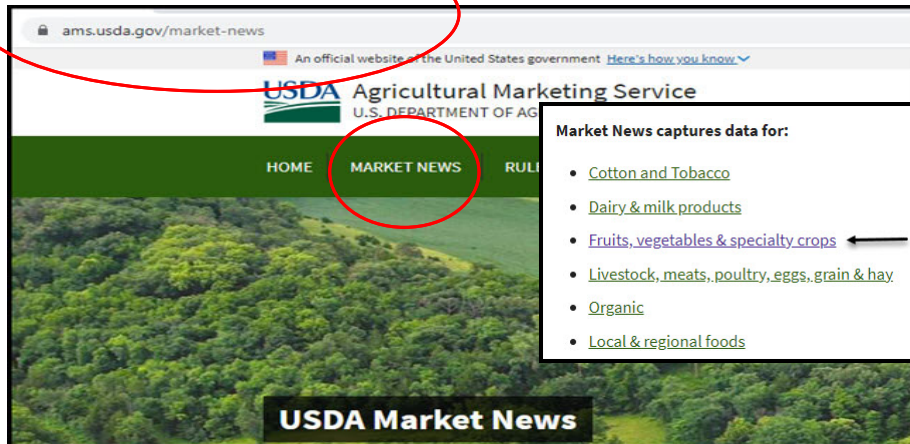 ams.usda.gov/market-news
An official website of the United States government Here's how you know
USDA Agricultural Marketing Service
U.S. DEPARTMENT OF AG
HOME MARKET NEWS
Market News captures data for:
• Cotton and Tobacco
• Dairy & milk products
• Fruits, vegetables & specialty crops
• Livestock, meats, poultry, eggs, grain & hay
• Organic
• Local & regional foods
USDA Market News